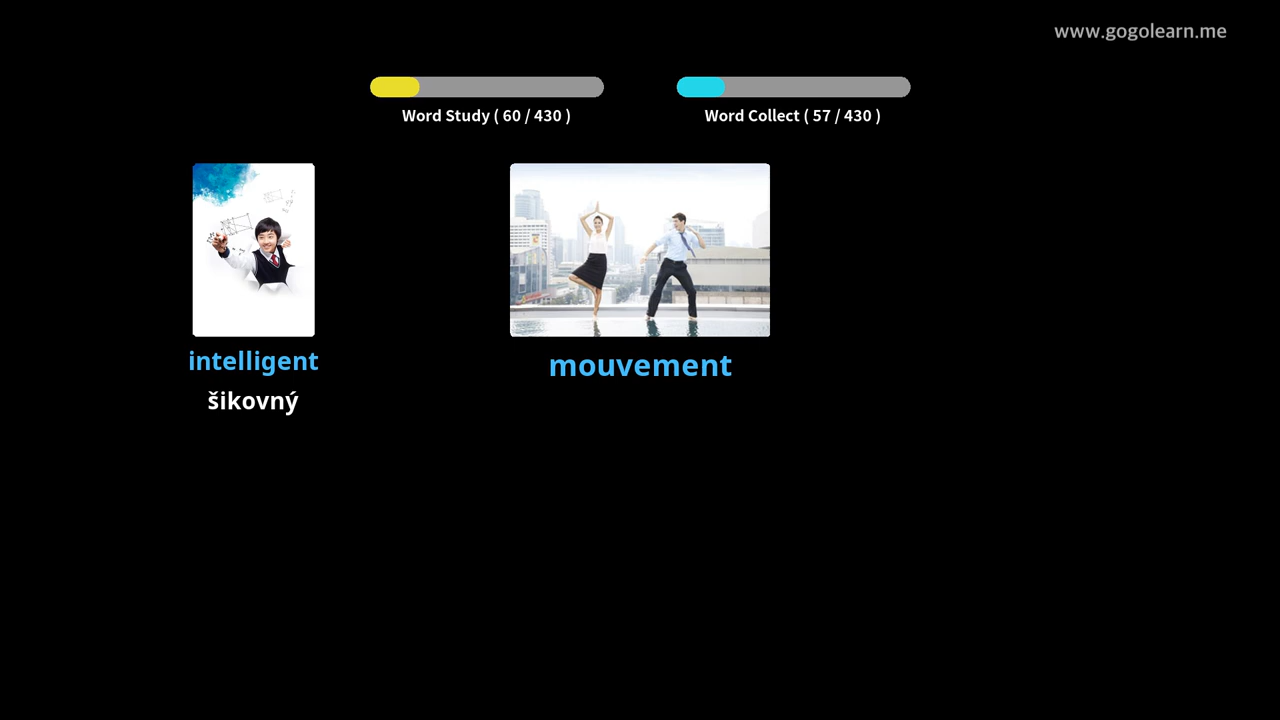 www.gogolearn.me
Word Study ( 60 / 430 )
Word Collect ( 57 / 430 )
intelligent
šikovný
mouvement